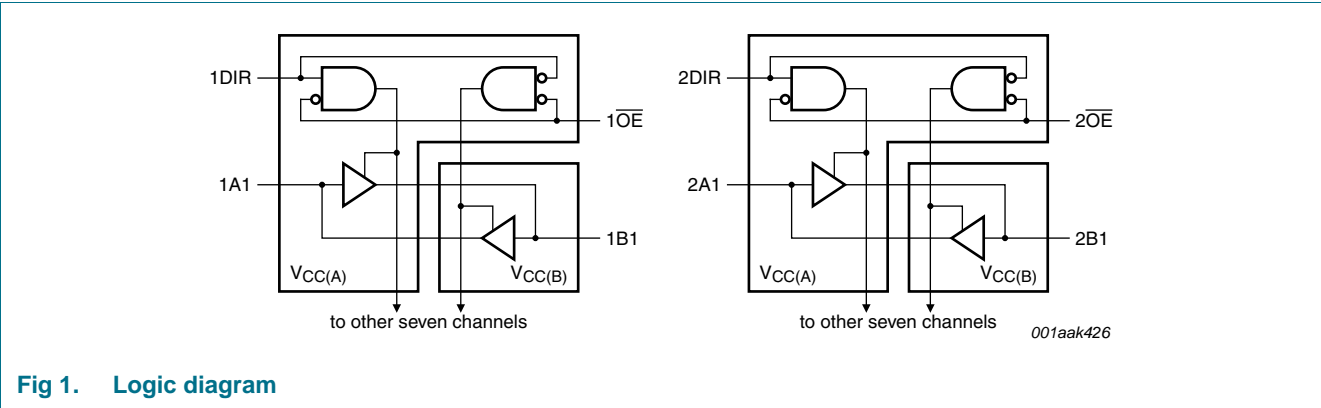 1DIR
1OE
1A1
1B1
VCC(A)
VCC(B)
to other seven channels
2DIR
2OE
2A1
2B1
VCC(A)
VCC(B)
to other seven channels
001aak426
Fig 1. Logic diagram